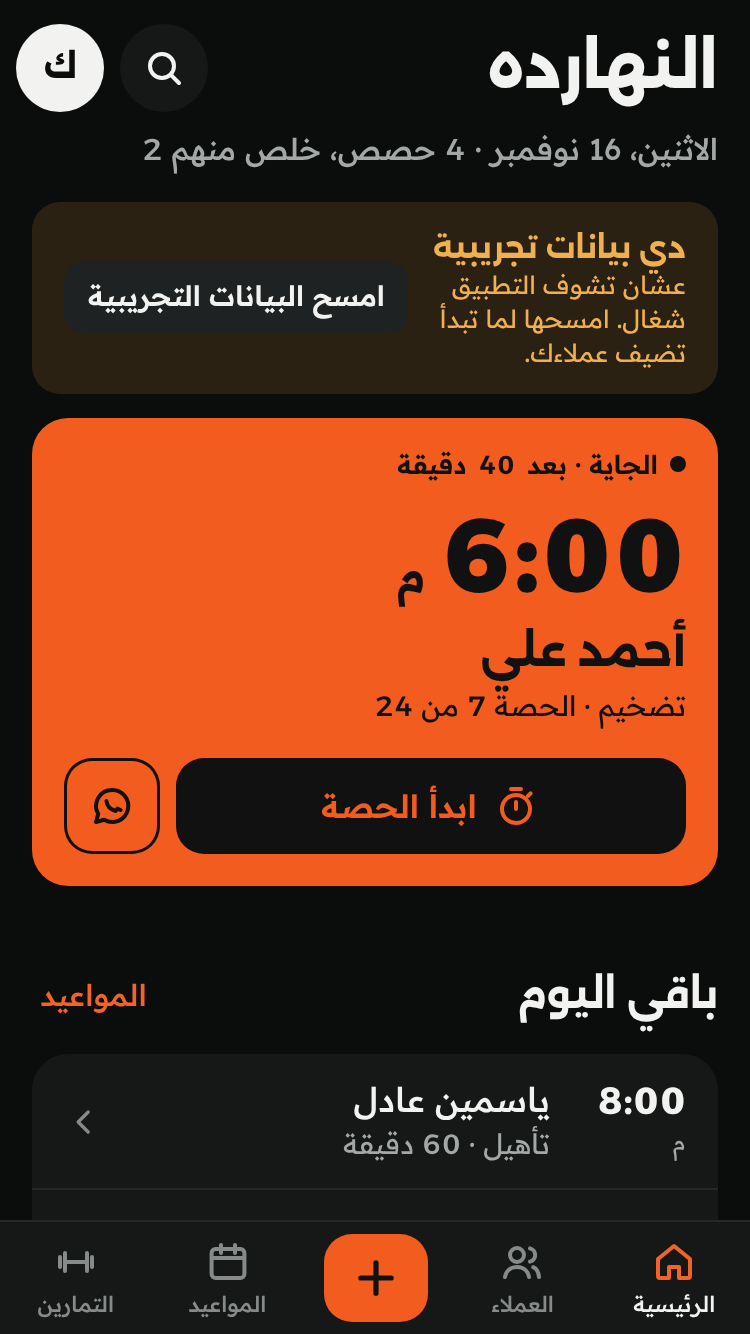 النهارده
ك
الاثنين، 16 نوفمبر · 4 حصص، خلص منهم 2
دي بيانات تجريبية
عشان تشوف التطبيق
شغال. امسحها لما تبدأ
تضيف عملاءك.
امسح البيانات التجريبية
الجاية · بعد 40 دقيقة
6:00 م
أحمد علي
تضخيم · الحصة 7 من 24
ابدأ الحصة
باقي اليوم
المواعيد
8:00
م
ياسمين عادل
تأهيل · 60 دقيقة
الرئيسية
العملاء
المواعيد
التمارين